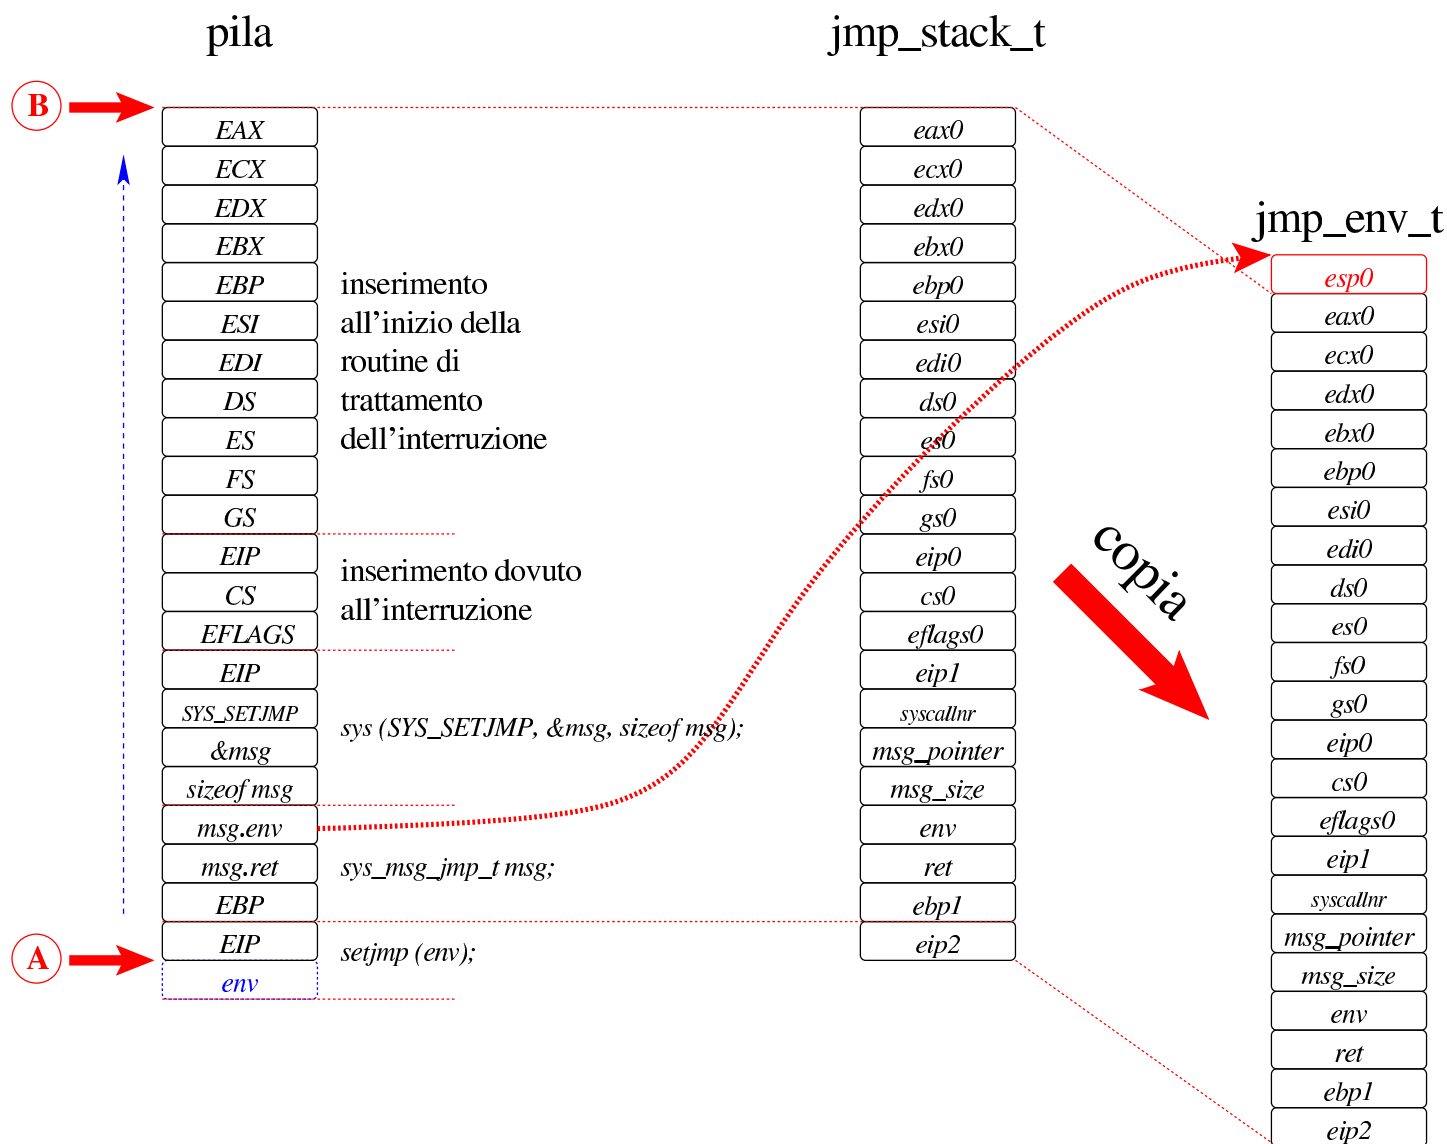 pila
jmp_stack_t
jmp_env_t
B
A
EAX
ECX
EDX
EBX
EBP
ESI
EDI
DS
ES
FS
GS
EIP
CS
EFLAGS
EIP
SYS_SETJMP
&msg
sizeof msg
msg.env
msg.ret
EBP
EIP
env
inserimento
all'inizio della
routine di
trattamento
dell'interruzione
inserimento dovuto
all'interruzione
sys (SYS_SETJMP, &msg, sizeof msg);
sys_msg_jmp_t msg;
setjmp (env);
eax0
ecx0
edx0
ebx0
ebp0
esi0
edi0
ds0
es0
fs0
gs0
eip0
cs0
eflags0
eip1
syscallnr
msg_pointer
msg_size
env
ret
ebp1
eip2
copia
esp0
eax0
ecx0
edx0
ebx0
ebp0
esi0
edi0
ds0
es0
fs0
gs0
eip0
cs0
eflags0
eip1
syscallnr
msg_pointer
msg_size
env
ret
ebp1
eip2